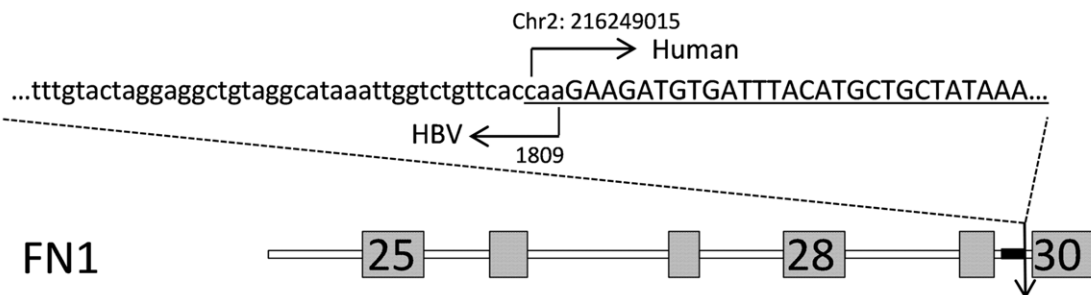 Chr2: 216249015
Human
...tttgtactaggaggctgtaggcataaattggtctgttcaccaaGAAGATGTGATTTACATGCTGCTATAAA...
HBV
1809
FN1
25
28
30